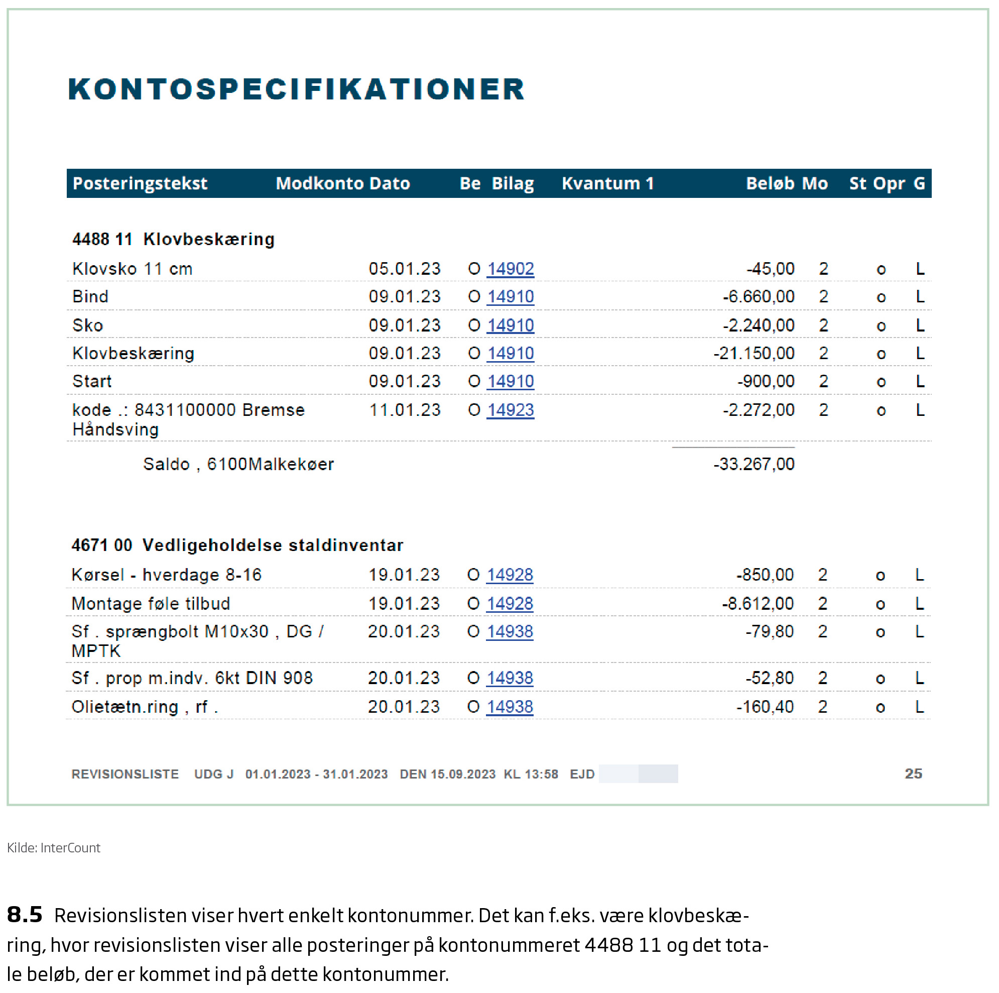 KONTOSPECIFIKATIONER
Posteringstekst Modkonto Dato Be Bilag Kvantum 1 Beløb Mo St Opr G
4488 11 Klovbeskæring
Klovsko 11 cm 05.01.23 O 14902 -45,00 2 o L
Bind 09.01.23 O 14910 -6.660,00 2 o L
Sko 09.01.23 O 14910 -2.240,00 2 o L
Klovbeskæring 09.01.23 O 14910 -21.150,00 2 o L
Start 09.01.23 O 14910 -900,00 2 o L
kode .: 8431100000 Bremse 11.01.23 O 14923 -2.272,00 2 o L
Håndsving
Saldo , 6100Malkekøer -33.267,00
4671 00 Vedligeholdelse staldinventar
Kørsel - hverdage 8-16 19.01.23 O 14928 -850,00 2 o L
Montage føle tilbud 19.01.23 O 14928 -8.612,00 2 o L
Sf . sprængbolt M10x30 , DG / 20.01.23 O 14938 -79,80 2 o L
MPTK
Sf . prop m.indv. 6kt DIN 908 20.01.23 O 14938 -52,80 2 o L
Olietætn.ring , rf . 20.01.23 O 14938 -160,40 2 o L
REVISIONSLISTE UDG J 01.01.2023 - 31.01.2023 DEN 15.09.2023 KL 13:58 EJD 25
Kilde: InterCount
8.5 Revisionslisten viser hvert enkelt kontonummer. Det kan f.eks. være klovbeskæ-
ring, hvor revisionslisten viser alle posteringer på kontonummeret 4488 11 og det tota-
le beløb, der er kommet ind på dette kontonummer.